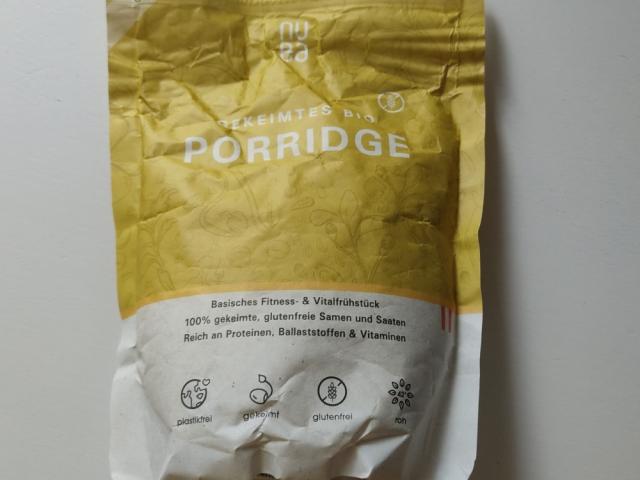 GEKEIMTES BIO
PORRIDGE
Basisches Fitness- & Vitalfrühstück
100% gekeimte, glutenfreie Samen und Saaten
Reich an Proteinen, Ballaststoffen & Vitaminen
plastikfrei gekeimt glutenfrei roh